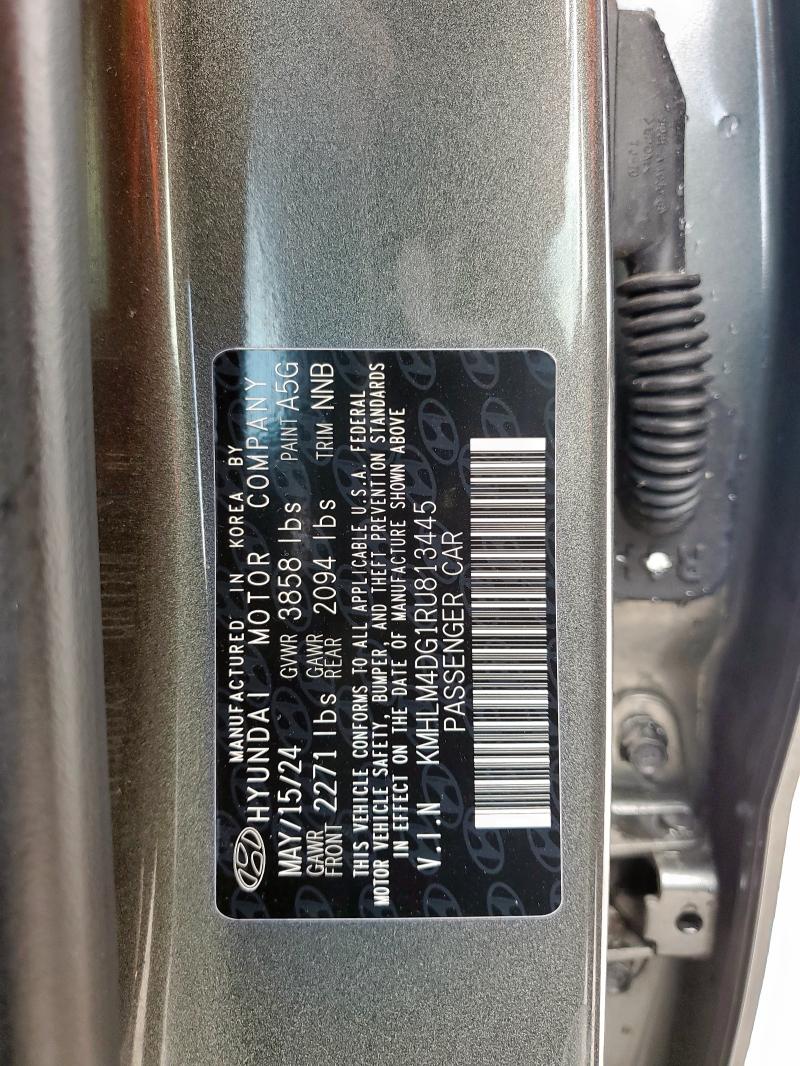 MANUFACTURED IN KOREA BY
HYUNDAI MOTOR COMPANY
MAY/15/24 GVWR 3858 lbs PAINT A5G
GAWR FRONT 2271 lbs GAWR REAR 2094 lbs TRIM NNB
THIS VEHICLE CONFORMS TO ALL APPLICABLE U.S.A. FEDERAL
MOTOR VEHICLE SAFETY, BUMPER, AND THEFT PREVENTION STANDARDS
IN EFFECT ON THE DATE OF MANUFACTURE SHOWN ABOVE
V.I.N KMHLM4DG1RU813445
PASSENGER CAR